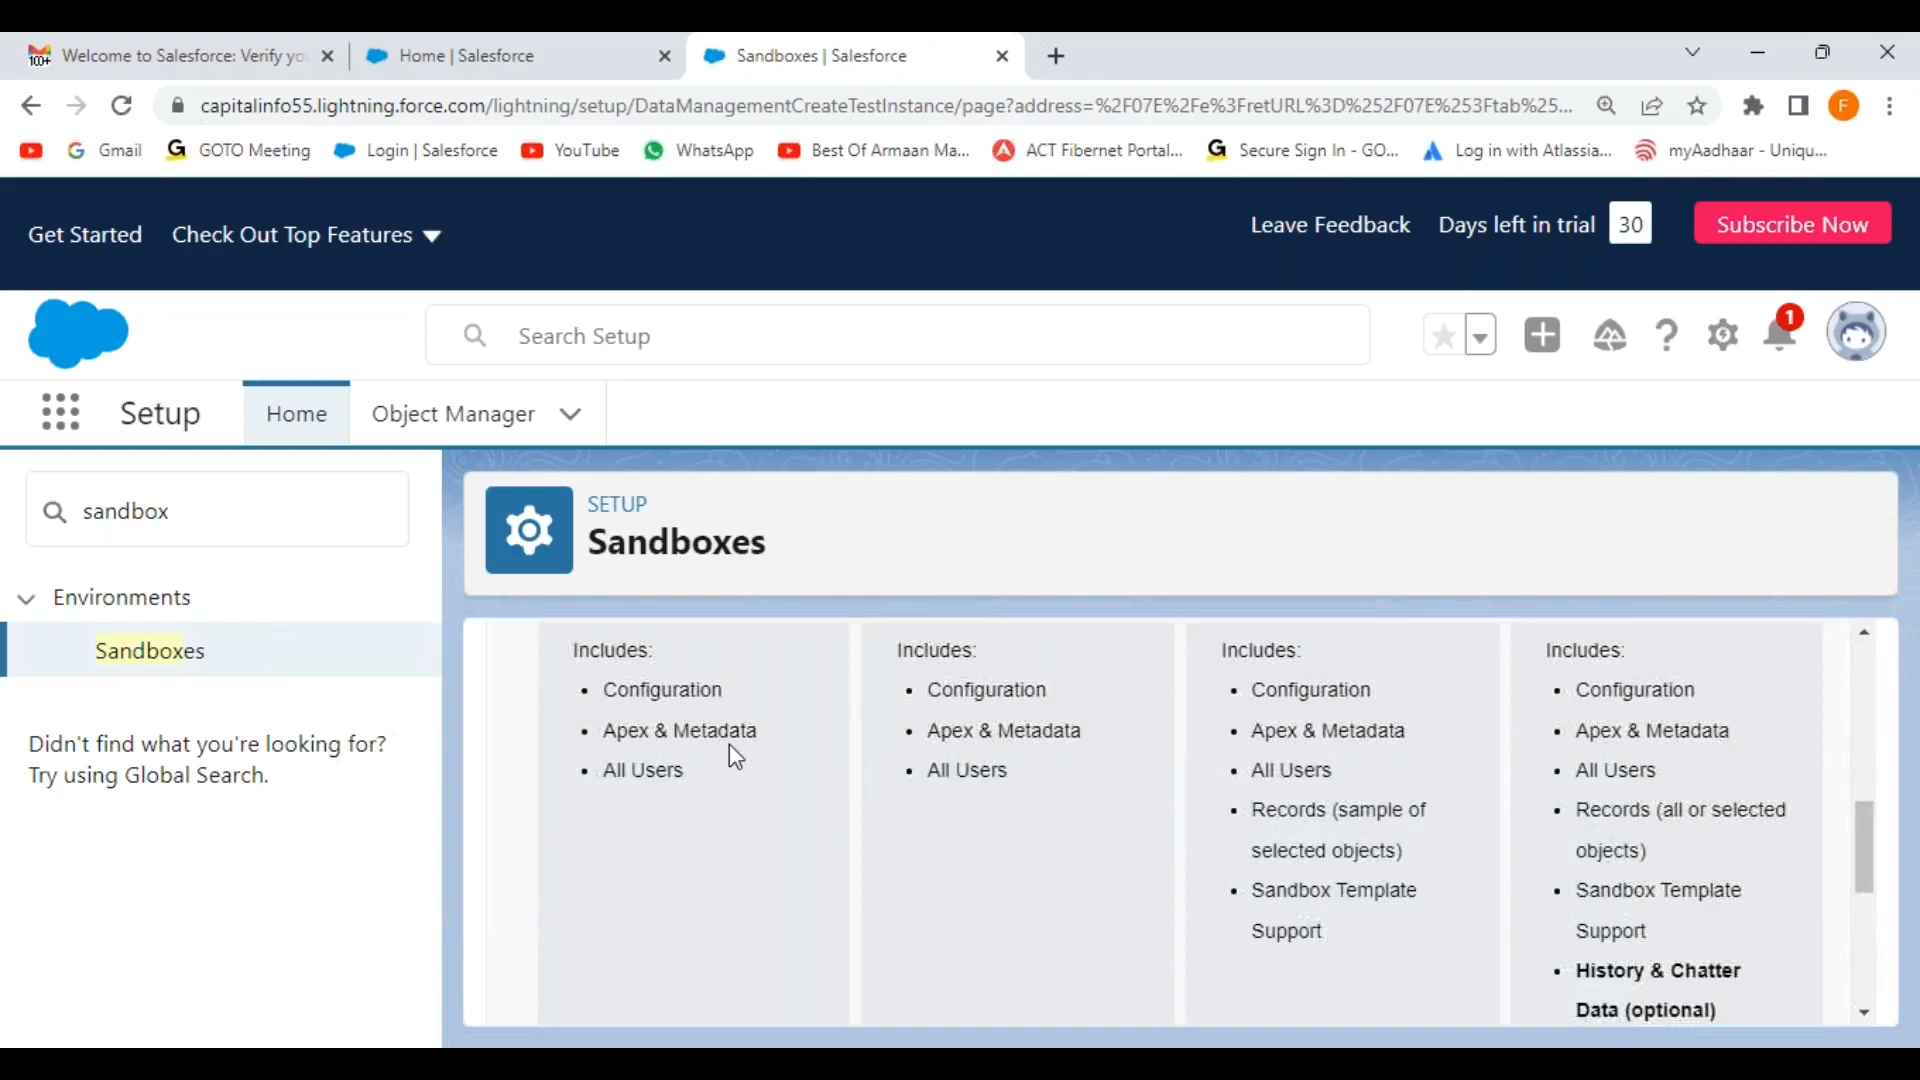 100+ Welcome to Salesforce: Verify yo Home | Salesforce Sandboxes | Salesforce
capitalinfo55.lightning.force.com/lightning/setup/DataManagementCreateTestInstance/page?address=%2F07E%2Fe%3FretURL%3D%252F07E%253Ftab%25... F
Gmail GOTO Meeting Login | Salesforce YouTube WhatsApp Best Of Armaan Ma... ACT Fibernet Portal... Secure Sign In - GO... Log in with Atlassia... myAadhaar - Uniqu...
Get Started Check Out Top Features Leave Feedback Days left in trial 30 Subscribe Now
Search Setup 1
Setup Home Object Manager
sandbox
Environments
Sandboxes
Didn't find what you're looking for?
Try using Global Search.
SETUP
Sandboxes
Includes:
• Configuration
• Apex & Metadata
• All Users
Includes:
• Configuration
• Apex & Metadata
• All Users
Includes:
• Configuration
• Apex & Metadata
• All Users
• Records (sample of
selected objects)
• Sandbox Template
Support
Includes:
• Configuration
• Apex & Metadata
• All Users
• Records (all or selected
objects)
• Sandbox Template
Support
• History & Chatter
Data (optional)